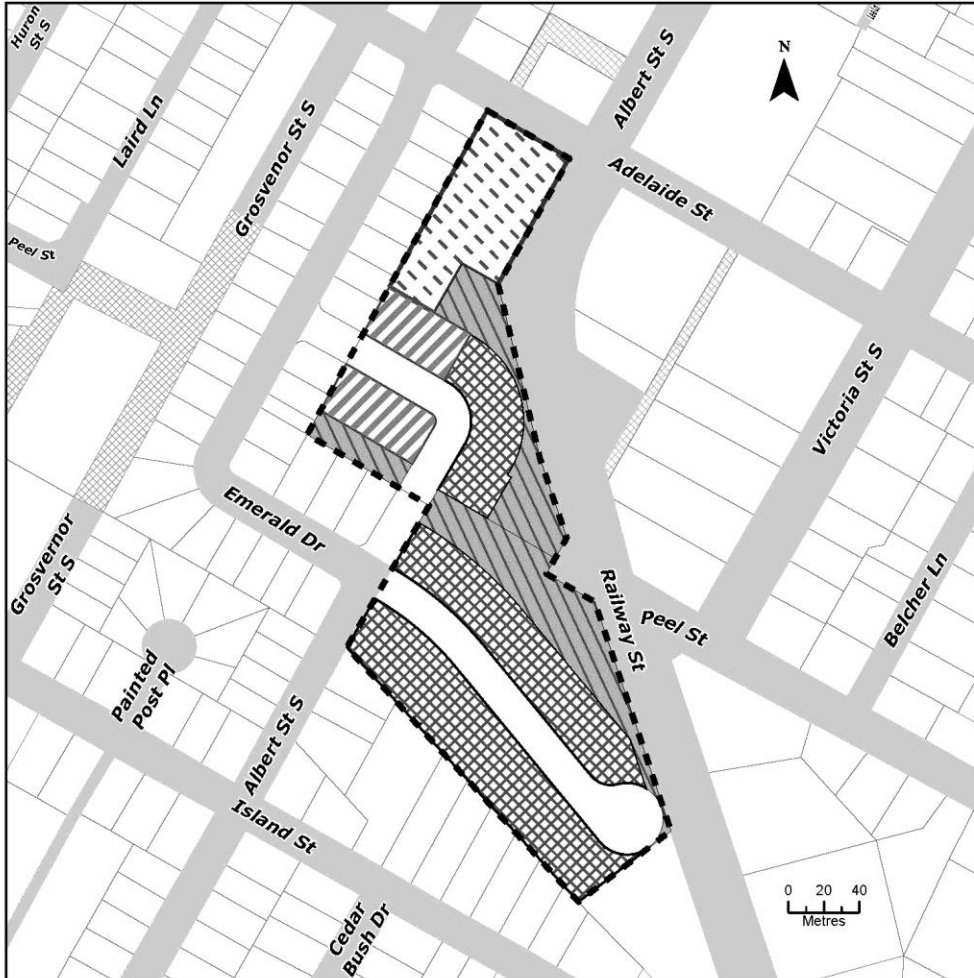 Huron
St S
Laird Ln
Grosvenor St S
Albert St S
N
Adelaide St
Peel St
Victoria St S
Emerald Dr
Grosvernor
St S
Railway St
Peel St
Belcher Ln
Painted
Post Pl
Albert St S
Island St
Cedar
Bush Dr
0 20 40
Metres